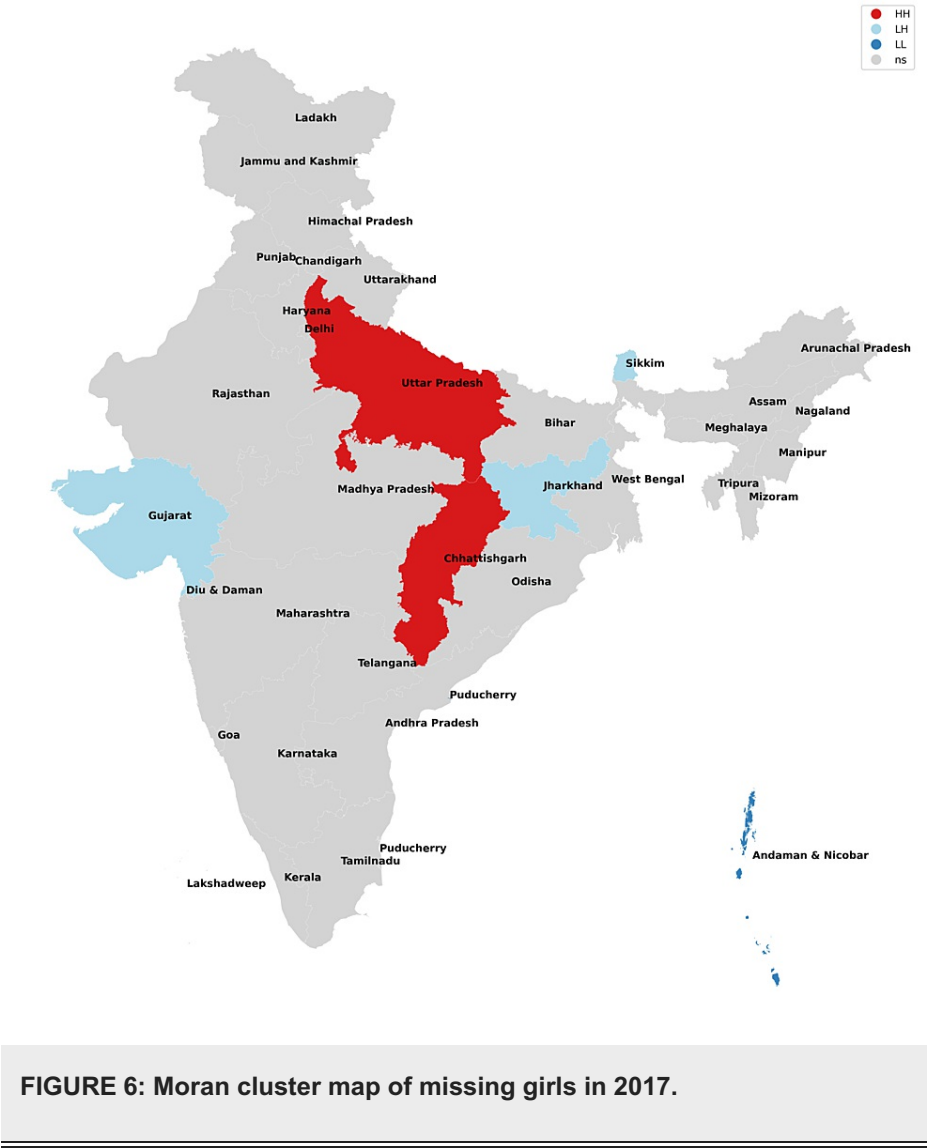 HH
LH
LL
ns
Ladakh
Jammu and Kashmir
Himachal Pradesh
Punjab
Chandigarh
Uttarakhand
Haryana
Delhi
Arunachal Pradesh
Sikkim
Uttar Pradesh
Rajasthan
Assam
Nagaland
Bihar
Meghalaya
Manipur
West Bengal
Jharkhand
Tripura
Madhya Pradesh
Mizoram
Gujarat
Chhattishgarh
Odisha
Diu & Daman
Maharashtra
Telangana
Puducherry
Andhra Pradesh
Goa
Karnataka
Puducherry
Andaman & Nicobar
Tamilnadu
Kerala
Lakshadweep
FIGURE 6: Moran cluster map of missing girls in 2017.